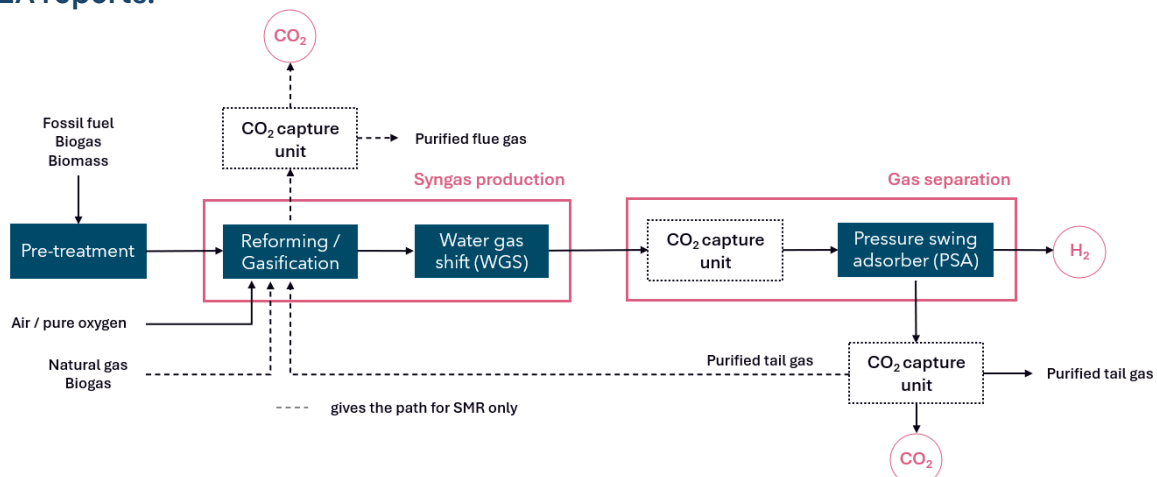 EA reports.
CO₂
Fossil fuel
Biogas
Biomass
CO₂ capture
unit
Purified flue gas
Syngas production
Gas separation
Pre-treatment
Reforming /
Gasification
Water gas
shift (WGS)
CO₂ capture
unit
Pressure swing
adsorber (PSA)
H₂
Air / pure oxygen
Natural gas
Biogas
Purified tail gas
CO₂ capture
unit
Purified tail gas
gives the path for SMR only
CO₂